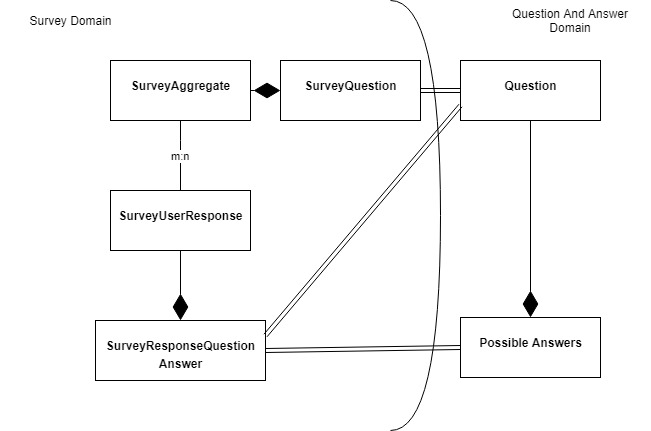 Survey Domain
Question And Answer
Domain
SurveyAggregate
SurveyQuestion
Question
m:n
SurveyUserResponse
SurveyResponseQuestion
Answer
Possible Answers